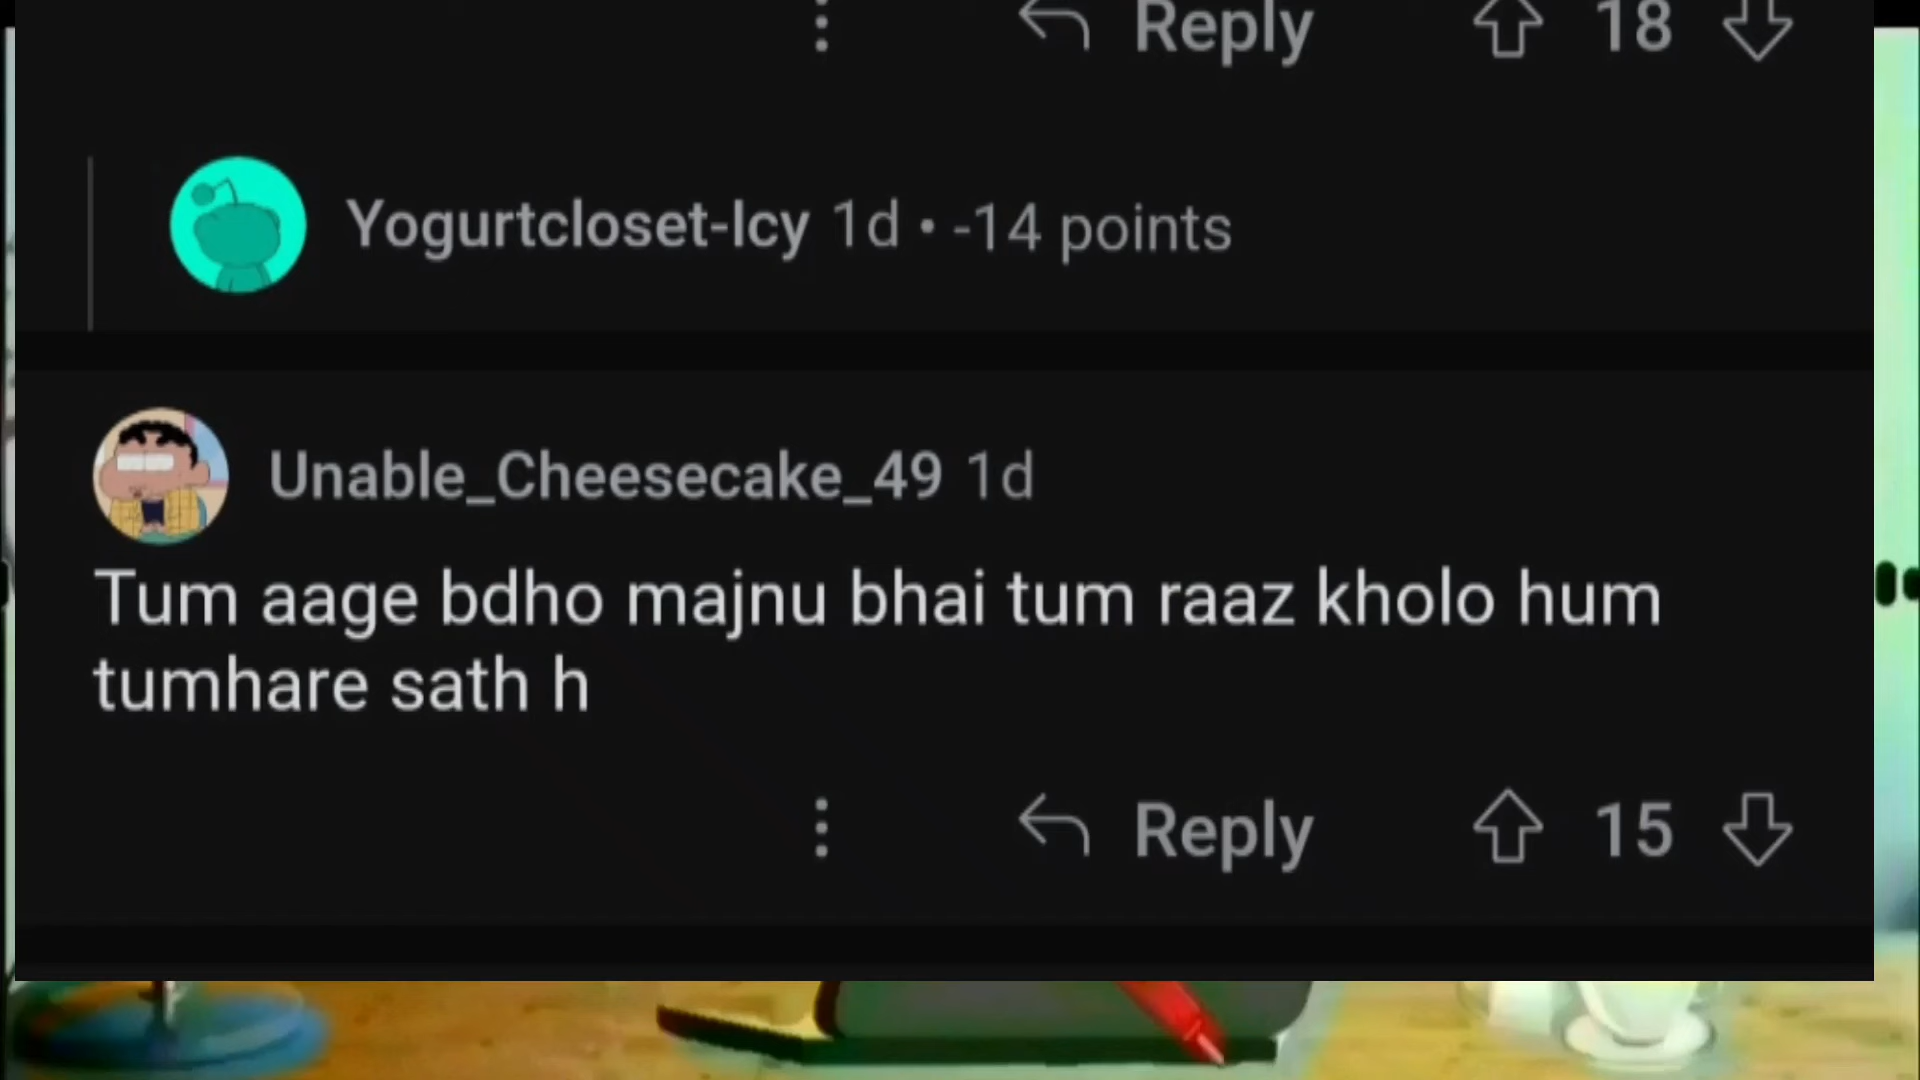 Reply 18
Yogurtcloset-Icy 1d • -14 points
Unable_Cheesecake_49 1d
Tum aage bdho majnu bhai tum raaz kholo hum
tumhare sath h
Reply 15